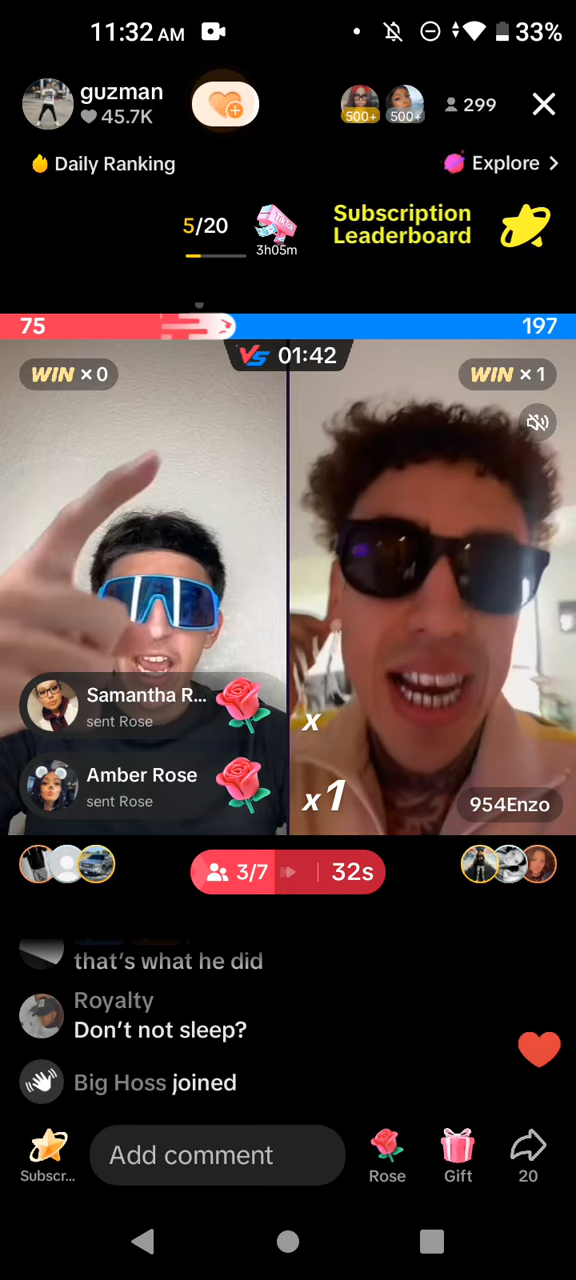 11:32 AM
33%
guzman
45.7K
500+
500+
299
Daily Ranking
Explore
5/20
TikTok
3h05m
Subscription
Leaderboard
75
197
VS 01:42
WIN x 0
WIN x 1
Samantha R...
sent Rose
x
Amber Rose
sent Rose
x1
954Enzo
3/7
32s
that's what he did
Royalty
Don't not sleep?
Big Hoss joined
Add comment
Subscr...
Rose
Gift
20